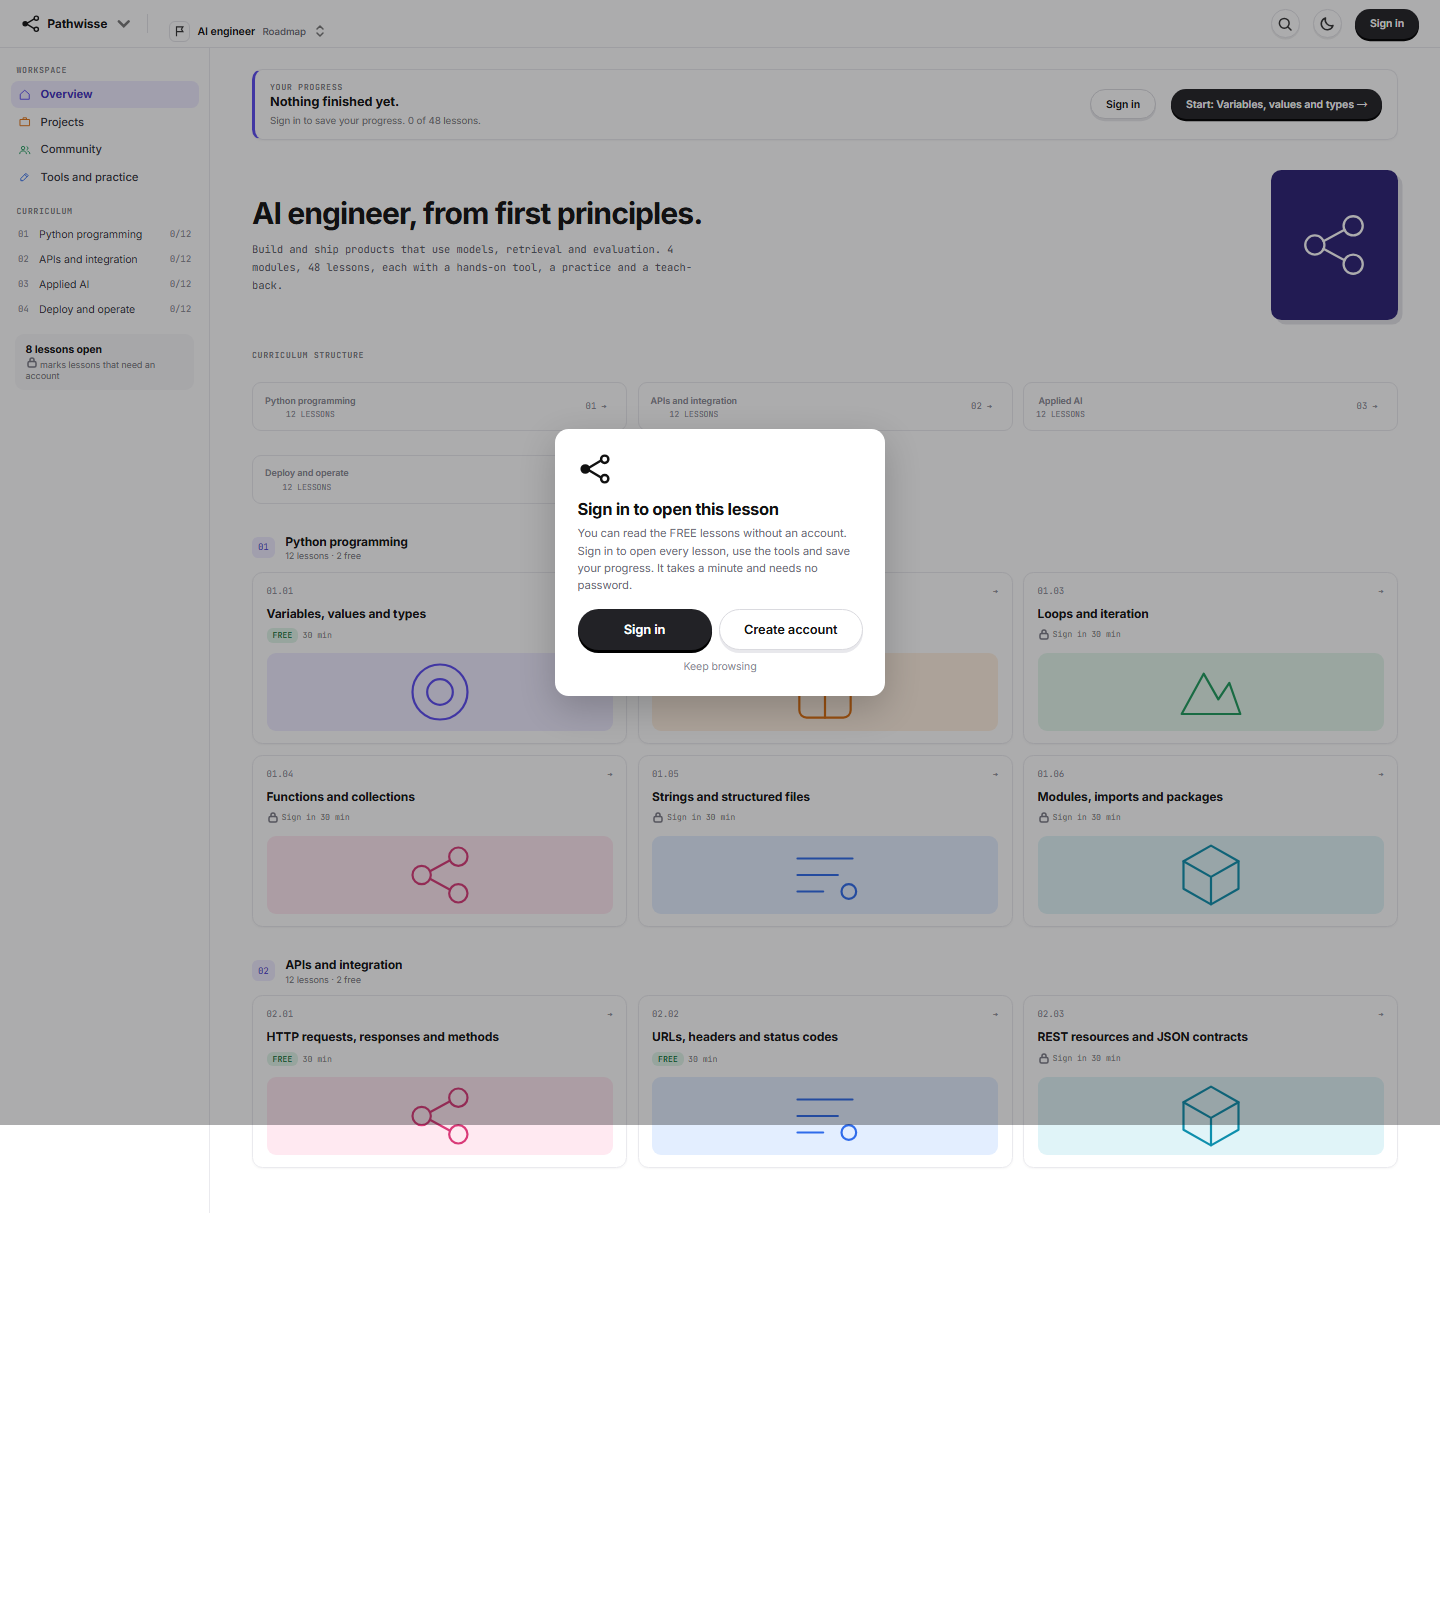 Pathwisse
AI engineer Roadmap
Sign in
WORKSPACE
Overview
Projects
Community
Tools and practice
CURRICULUM
01 Python programming 0/12
02 APIs and integration 0/12
03 Applied AI 0/12
04 Deploy and operate 0/12
8 lessons open
marks lessons that need an
account
YOUR PROGRESS
Nothing finished yet.
Sign in to save your progress. 0 of 48 lessons.
Sign in
Start: Variables, values and types →
AI engineer, from first principles.
Build and ship products that use models, retrieval and evaluation. 4
modules, 48 lessons, each with a hands-on tool, a practice and a teach-
back.
CURRICULUM STRUCTURE
Python programming
12 LESSONS
01 →
APIs and integration
12 LESSONS
02 →
Applied AI
12 LESSONS
03 →
Deploy and operate
12 LESSONS
Sign in to open this lesson
You can read the FREE lessons without an account.
Sign in to open every lesson, use the tools and save
your progress. It takes a minute and needs no
password.
Sign in
Create account
Keep browsing
01
Python programming
12 lessons · 2 free
01.01
Variables, values and types
FREE 30 min
→
01.03
→
Loops and iteration
Sign in 30 min
01.04 →
Functions and collections
Sign in 30 min
01.05 →
Strings and structured files
Sign in 30 min
01.06 →
Modules, imports and packages
Sign in 30 min
02
APIs and integration
12 lessons · 2 free
02.01 →
HTTP requests, responses and methods
FREE 30 min
02.02 →
URLs, headers and status codes
FREE 30 min
02.03 →
REST resources and JSON contracts
Sign in 30 min